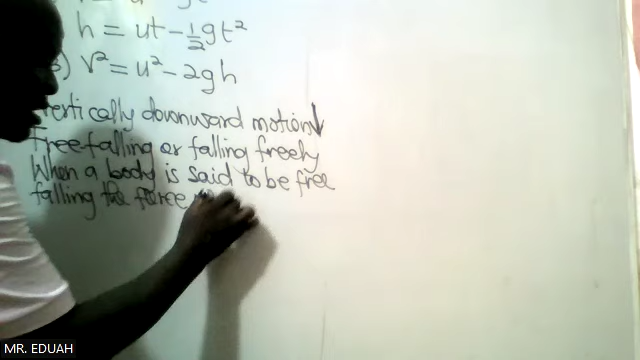 h = ut - ½gt²
) V² = u² - 2gh
vertically downward motion↓
Free falling or falling freely
When a body is said to be free
falling the force
MR. EDUAH